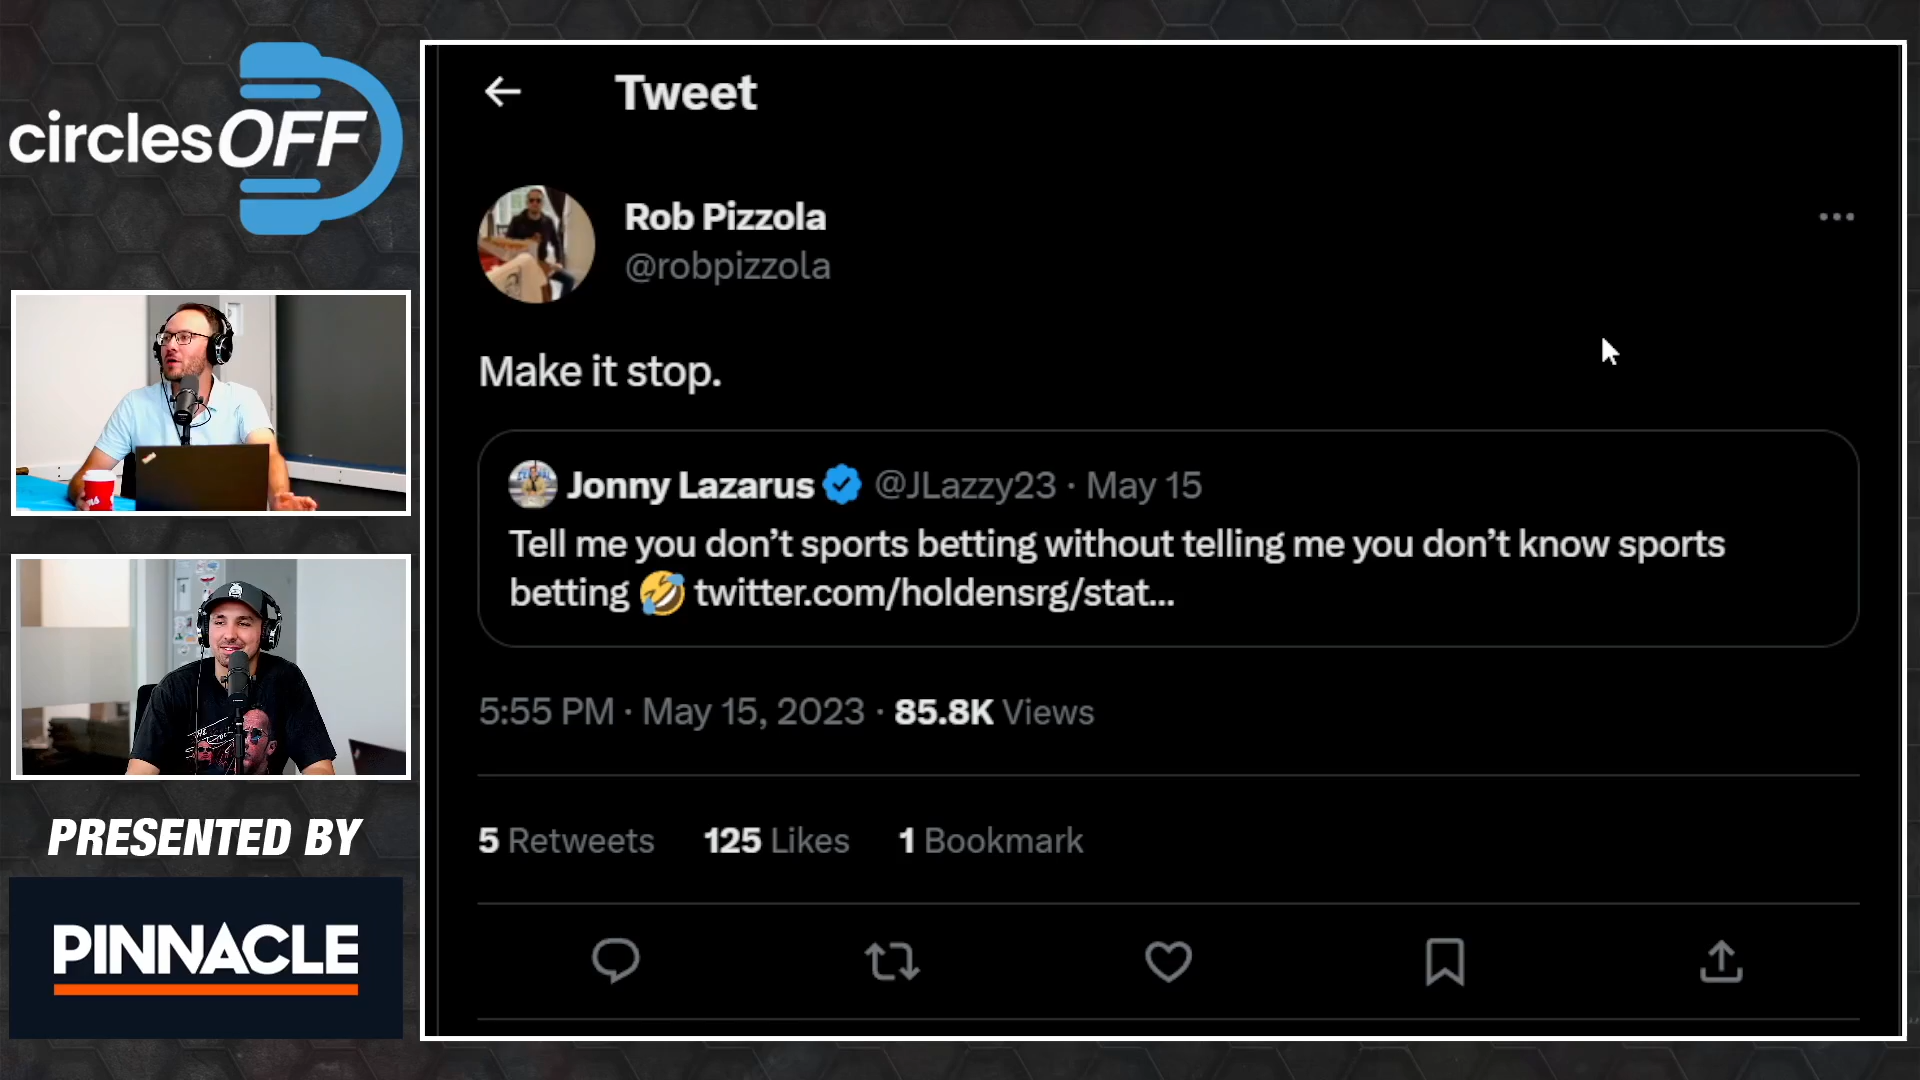 circlesOFF
PRESENTED BY
PINNACLE
Tweet
Rob Pizzola
@robpizzola
Make it stop.
Jonny Lazarus @JLazzy23 · May 15
Tell me you don’t sports betting without telling me you don’t know sports
betting 🤣 twitter.com/holdensrg/stat...
5:55 PM · May 15, 2023 · 85.8K Views
5 Retweets 125 Likes 1 Bookmark